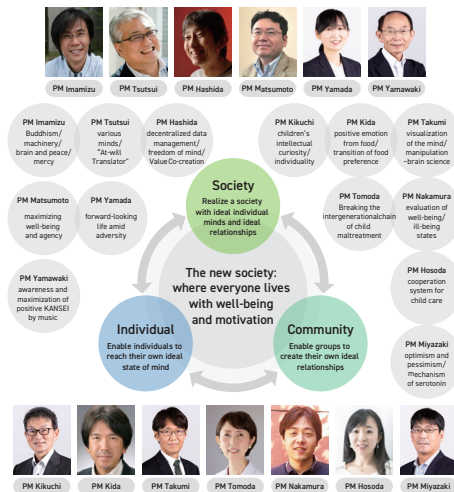 PM Imamizu
PM Tsutsui
PM Hashida
PM Matsumoto
PM Yamada
PM Yamawaki
PM Imamizu
Buddhism/
machinery/
brain and peace/
mercy
PM Tsutsui
various
minds/
"At-will
Translator"
PM Hashida
decentralized data
management/
freedom of mind/
Value Co-creation
PM Kikuchi
children's
intellectual
curiosity/
individuality
PM Kida
positive emotion
from food/
transition of food
preference
PM Takumi
visualization
of the mind/
manipulation
-brain science
PM Matsumoto
maximizing
well-being
and agency
PM Yamada
forward-looking
life amid
adversity
Society
Realize a society
with ideal individual
minds and ideal
relationships
PM Tomoda
Breaking the
intergenerationalchain
of child
maltreatment
PM Nakamura
evaluation of
well-being/
ill-being
states
PM Yamawaki
awareness and
maximization of
positive KANSEI
by music
The new society:
where everyone lives
with well-being
and motivation
PM Hosoda
cooperation
system for
child care
Individual
Enable individuals to
reach their own ideal
state of mind
Community
Enable groups to
create their own ideal
relationships
PM Miyazaki
optimism and
pessimism/
mechanism
of serotonin
PM Kikuchi
PM Kida
PM Takumi
PM Tomoda
PM Nakamura
PM Hosoda
PM Miyazaki